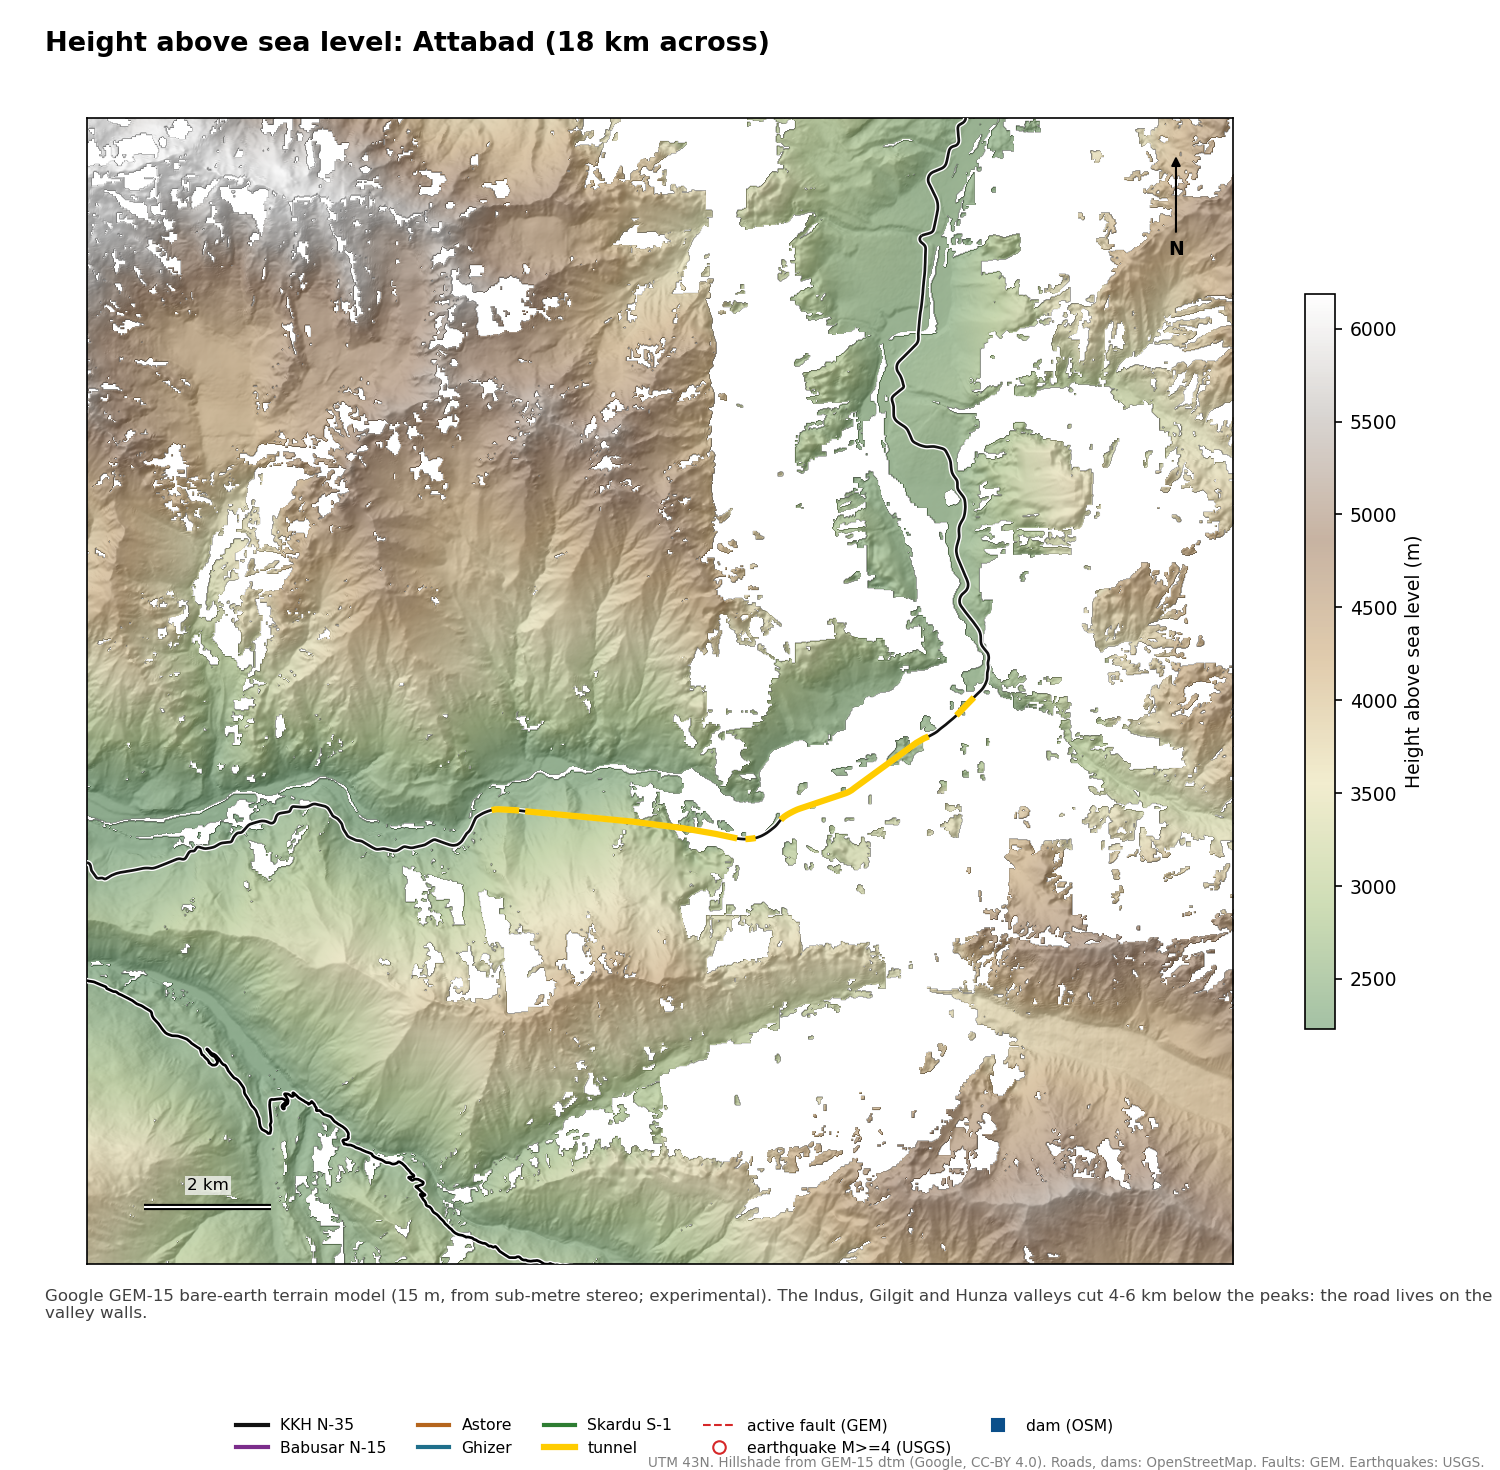 Height above sea level: Attabad (18 km across)
N
6000
5500
5000
4500
4000
3500
3000
2500
Height above sea level (m)
2 km
Google GEM-15 bare-earth terrain model (15 m, from sub-metre stereo; experimental). The Indus, Gilgit and Hunza valleys cut 4-6 km below the peaks: the road lives on the
valley walls.
KKH N-35
Babusar N-15
Astore
Ghizer
Skardu S-1
tunnel
active fault (GEM)
earthquake M>=4 (USGS)
dam (OSM)
UTM 43N. Hillshade from GEM-15 dtm (Google, CC-BY 4.0). Roads, dams: OpenStreetMap. Faults: GEM. Earthquakes: USGS.